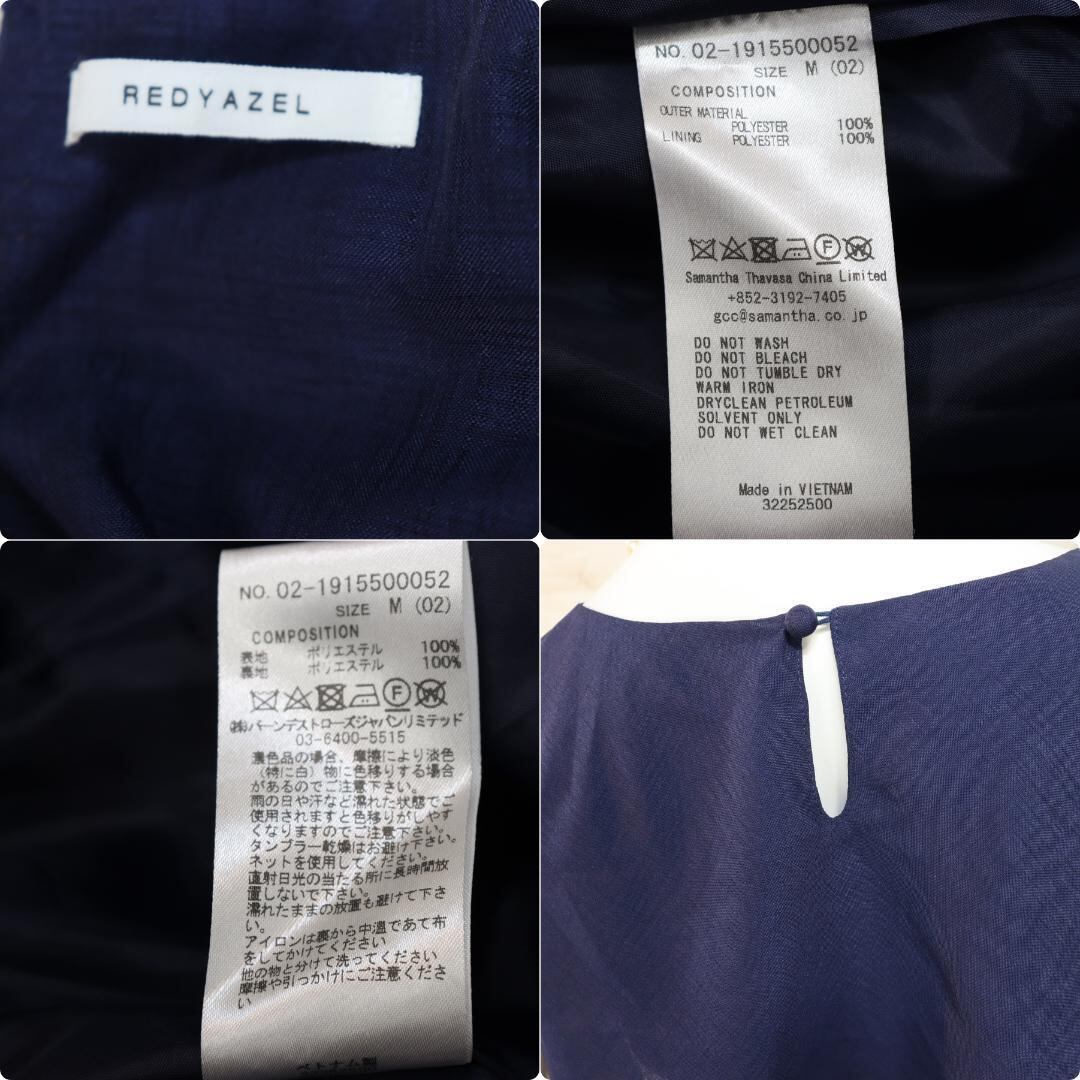 REDYAZEL
NO. 02-1915500052
SIZE M (02)
COMPOSITION
OUTER MATERIAL
POLYESTER 100%
LINING POLYESTER 100%
F W
Samantha Thavasa China Limited
+852-3192-7405
gcc@samantha.co.jp
DO NOT WASH
DO NOT BLEACH
DO NOT TUMBLE DRY
WARM IRON
DRYCLEAN PETROLEUM
SOLVENT ONLY
DO NOT WET CLEAN
Made in VIETNAM
32252500
NO. 02-1915500052
SIZE M (02)
COMPOSITION
表地 ポリエステル 100%
裏地 ポリエステル 100%
F W
㈱バーンデストローズジャパンリミテッド
03-6400-5515
濃色品の場合、摩擦により淡色
(特に白)物に色移りする場合
があるのでご注意下さい。
雨の日や汗など濡れた状態でご
使用されますと色移りがしやす
くなりますのでご注意下さい。
タンブラー乾燥はお避け下さい。
ネットを使用してください。
直射日光の当たる所に長時間放
置しないで下さい。
濡れたままの放置も避けて下さ
い。
アイロンは裏から中温であて布
をしてかけてください
他の物と分けて洗ってください
摩擦や引っかけにご注意くださ
い
ベトナム製